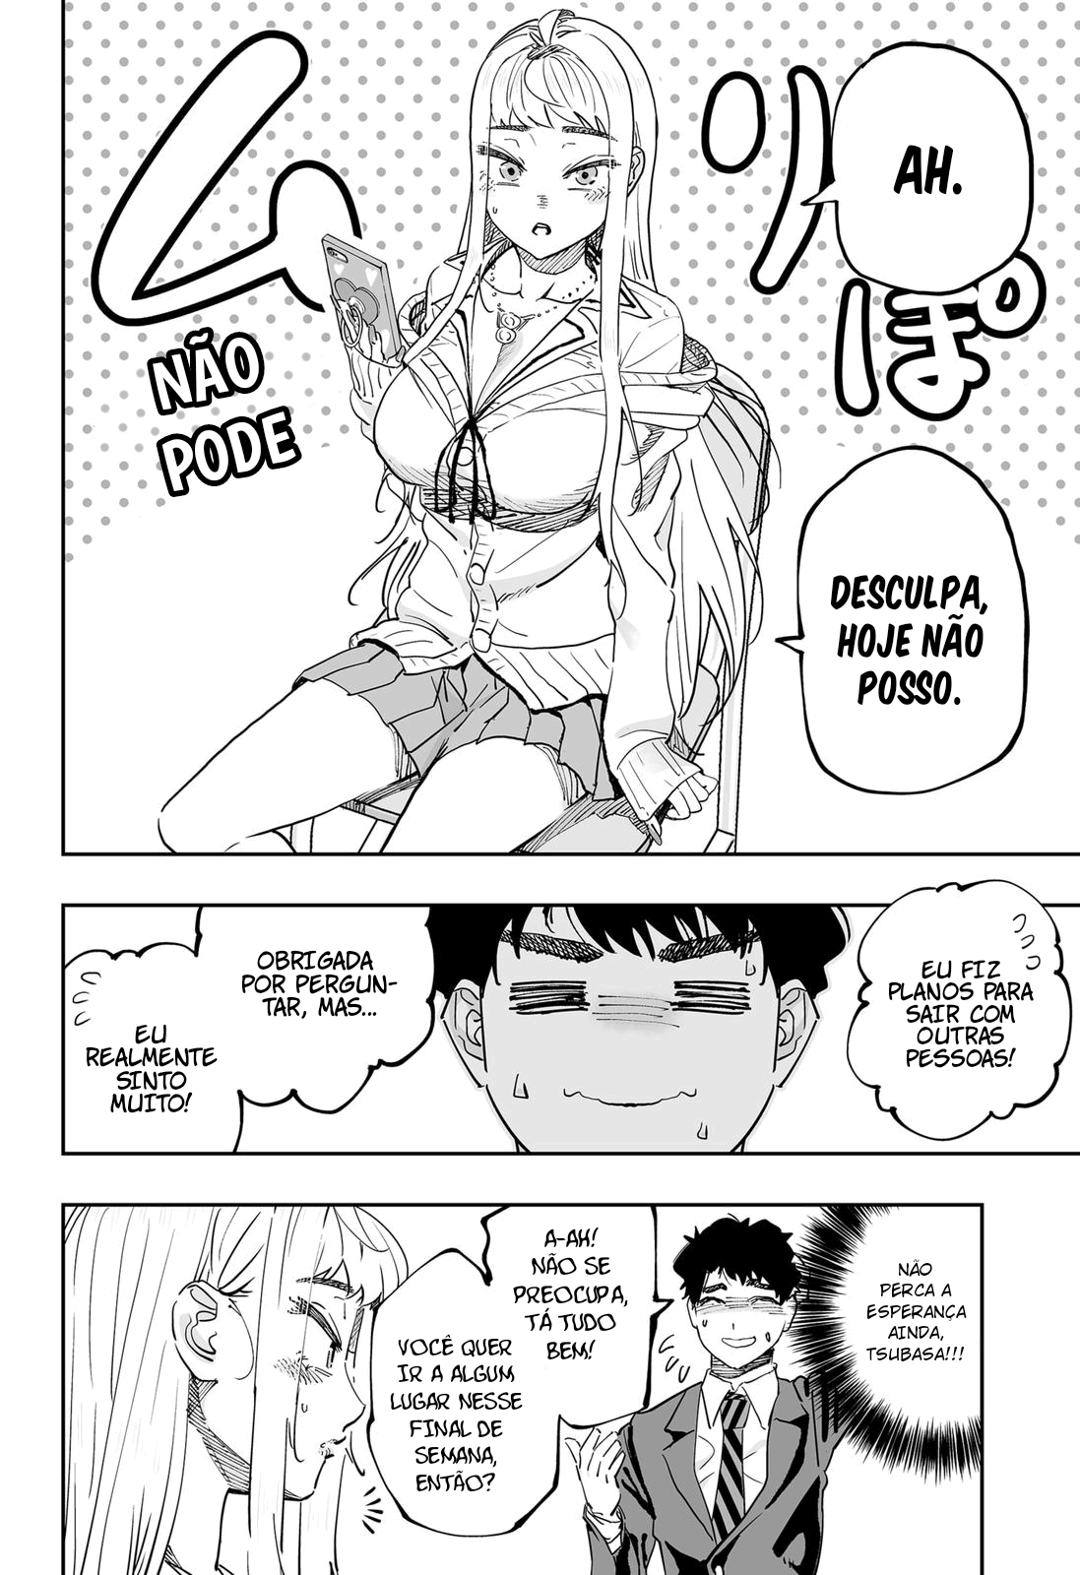 AH.
ムリぽ
NÃO
PODE
DESCULPA,
HOJE NÃO
POSSO.
EU FIZ
PLANOS PARA
SAIR COM
OUTRAS
PESSOAS!
OBRIGADA
POR PERGUN-
TAR, MAS...
EU
REALMENTE
SINTO
MUITO!
NÃO
PERCA A
ESPERANÇA
AINDA,
TSUBASA!!!
A-AH!
NÃO SE
PREOCUPA,
TÁ TUDO
BEM!
VOCÊ QUER
IR A ALGUM
LUGAR NESSE
FINAL DE
SEMANA,
ENTÃO?